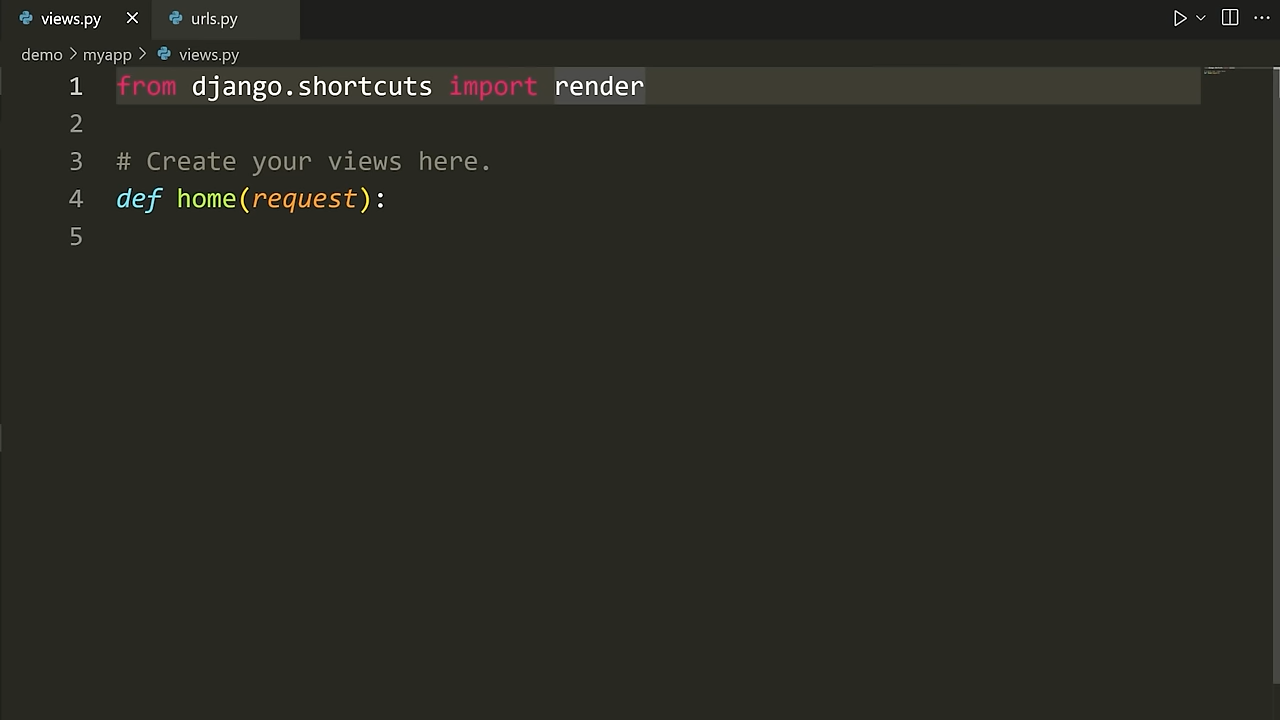 views.py urls.py
demo myapp views.py
1 from django.shortcuts import render
2
3 # Create your views here.
4 def home(request):
5